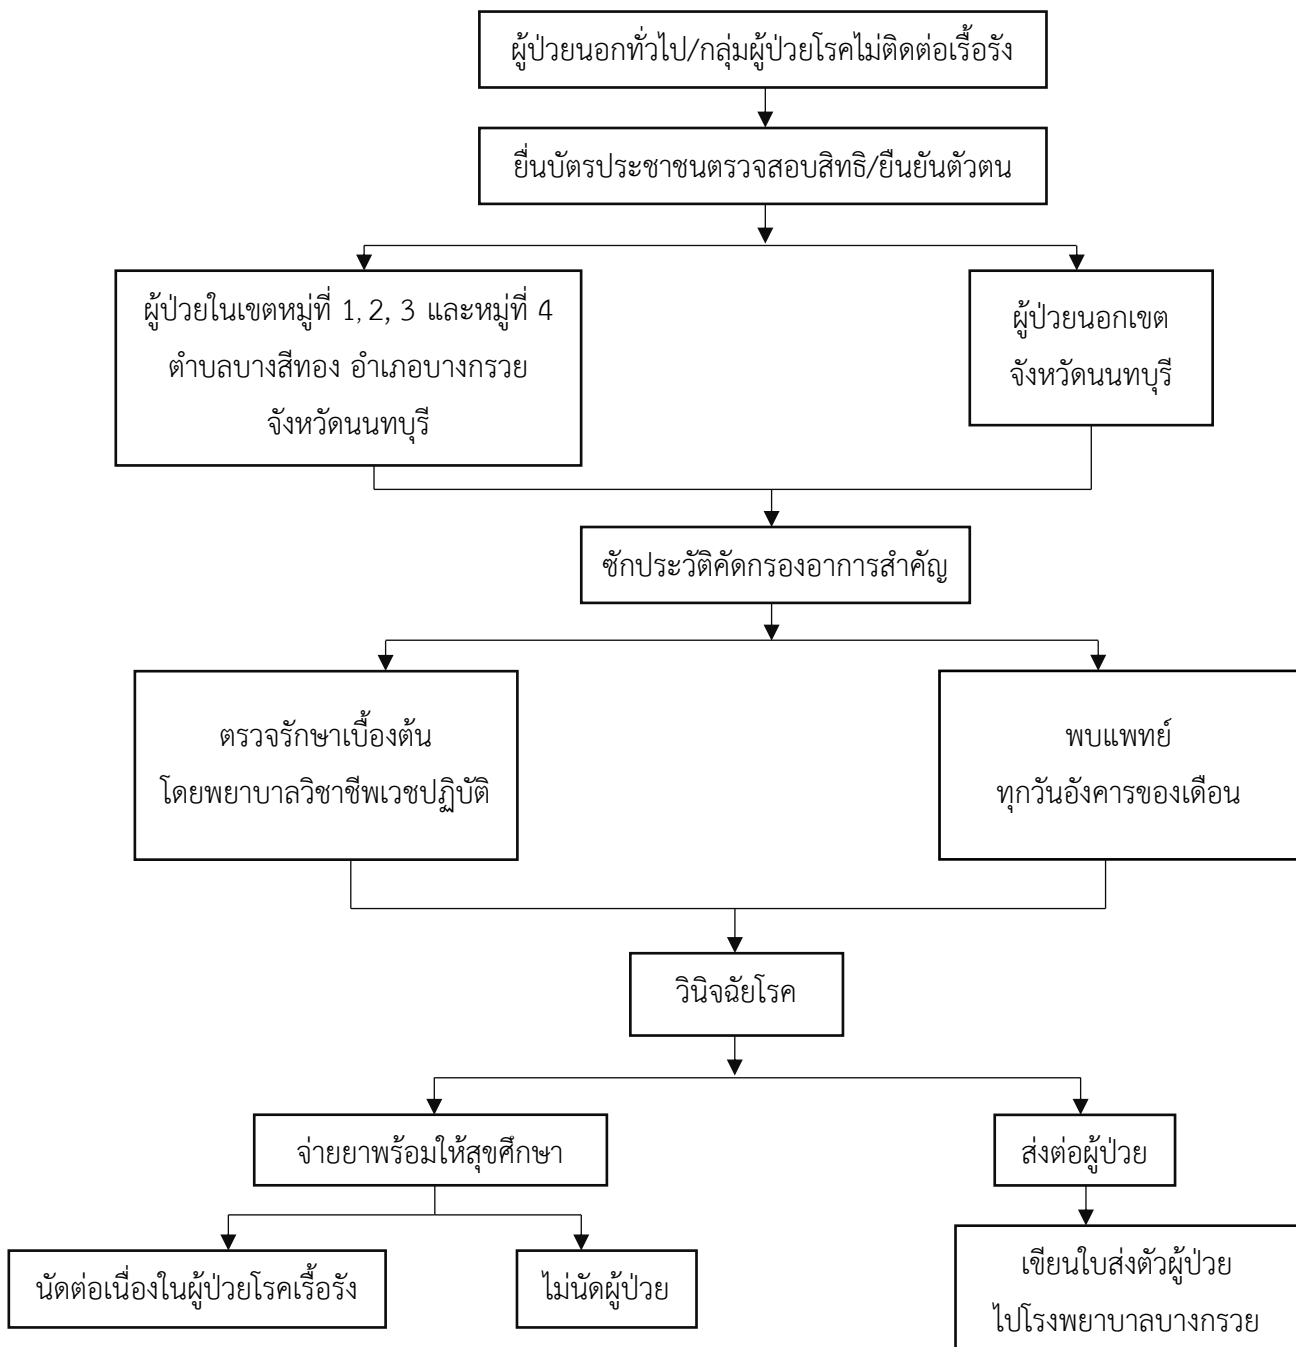 ผู้ป่วยนอกทั่วไป/กลุ่มผู้ป่วยโรคไม่ติดต่อเรื้อรัง
ยื่นบัตรประชาชนตรวจสอบสิทธิ/ยืนยันตัวตน
ผู้ป่วยในเขตหมู่ที่ 1, 2, 3 และหมู่ที่ 4
ตำบลบางสีทอง อำเภอบางกรวย
จังหวัดนนทบุรี
ผู้ป่วยนอกเขต
จังหวัดนนทบุรี
ซักประวัติคัดกรองอาการสำคัญ
ตรวจรักษาเบื้องต้น
โดยพยาบาลวิชาชีพเวชปฏิบัติ
พบแพทย์
ทุกวันอังคารของเดือน
วินิจฉัยโรค
จ่ายยาพร้อมให้สุขศึกษา
ส่งต่อผู้ป่วย
นัดต่อเนื่องในผู้ป่วยโรคเรื้อรัง
ไม่นัดผู้ป่วย
เขียนใบส่งตัวผู้ป่วย
ไปโรงพยาบาลบางกรวย